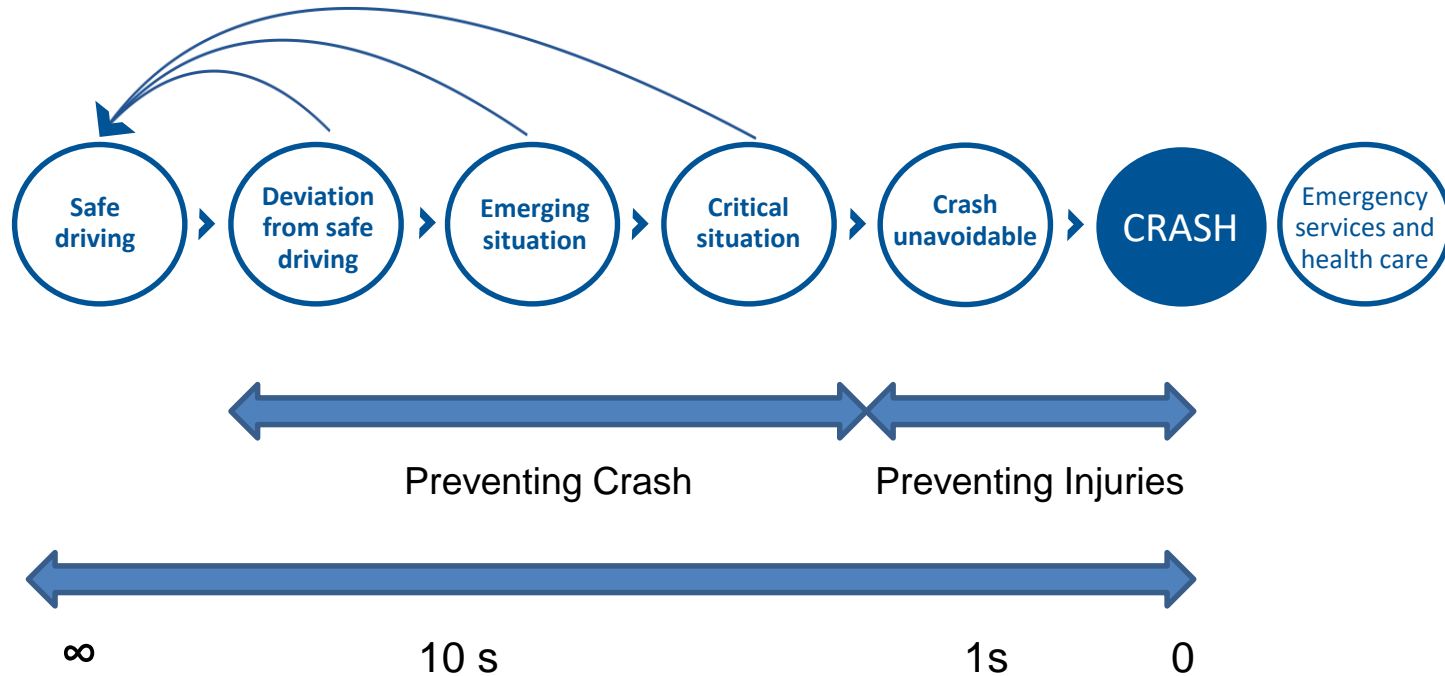 Safe
driving
Deviation
from safe
driving
Emerging
situation
Critical
situation
Crash
unavoidable
CRASH
Emergency
services and
health care
Preventing Crash
Preventing Injuries
∞
10 s
1s
0